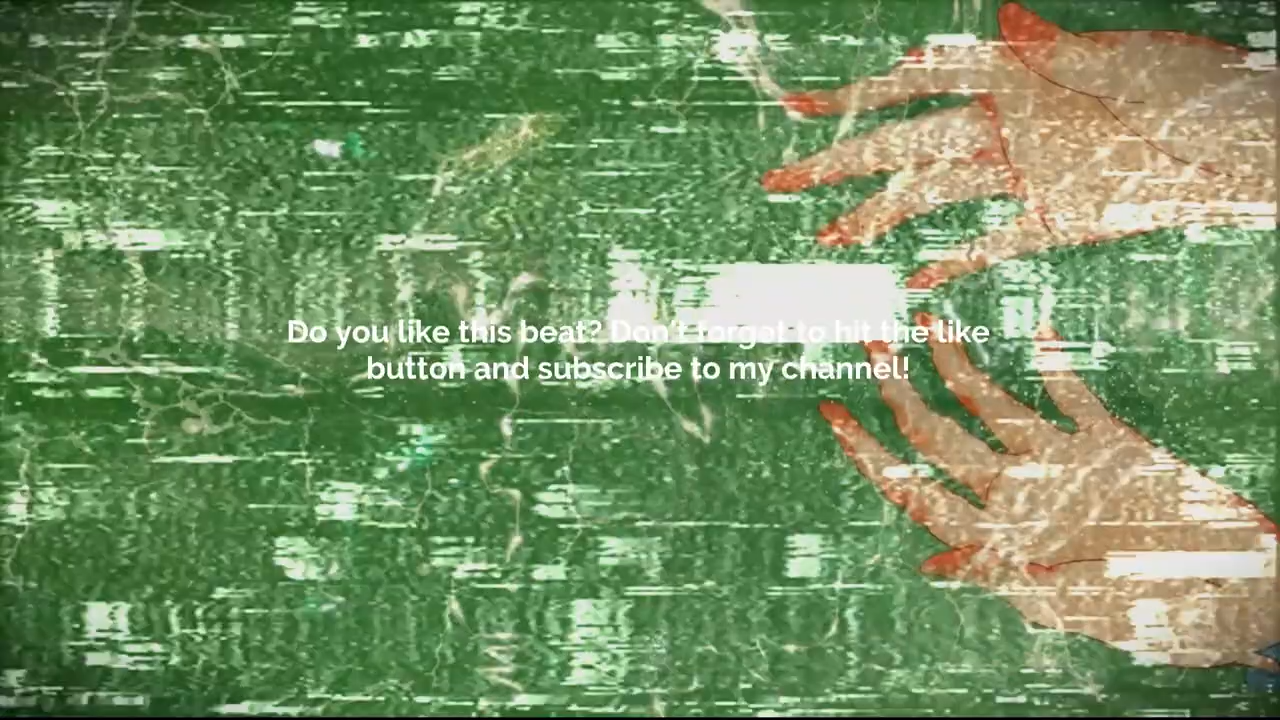 Do you like this beat? Don't forget to hit the like
button and subscribe to my channel!